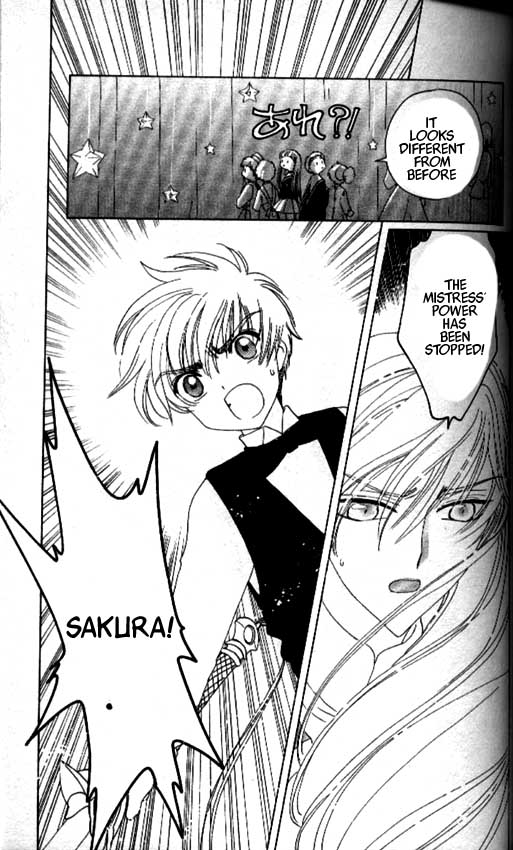 IT
LOOKS
DIFFERENT
FROM
BEFORE
あれ?!
THE
MISTRESS'
POWER
HAS
BEEN
STOPPED!
SAKURA!